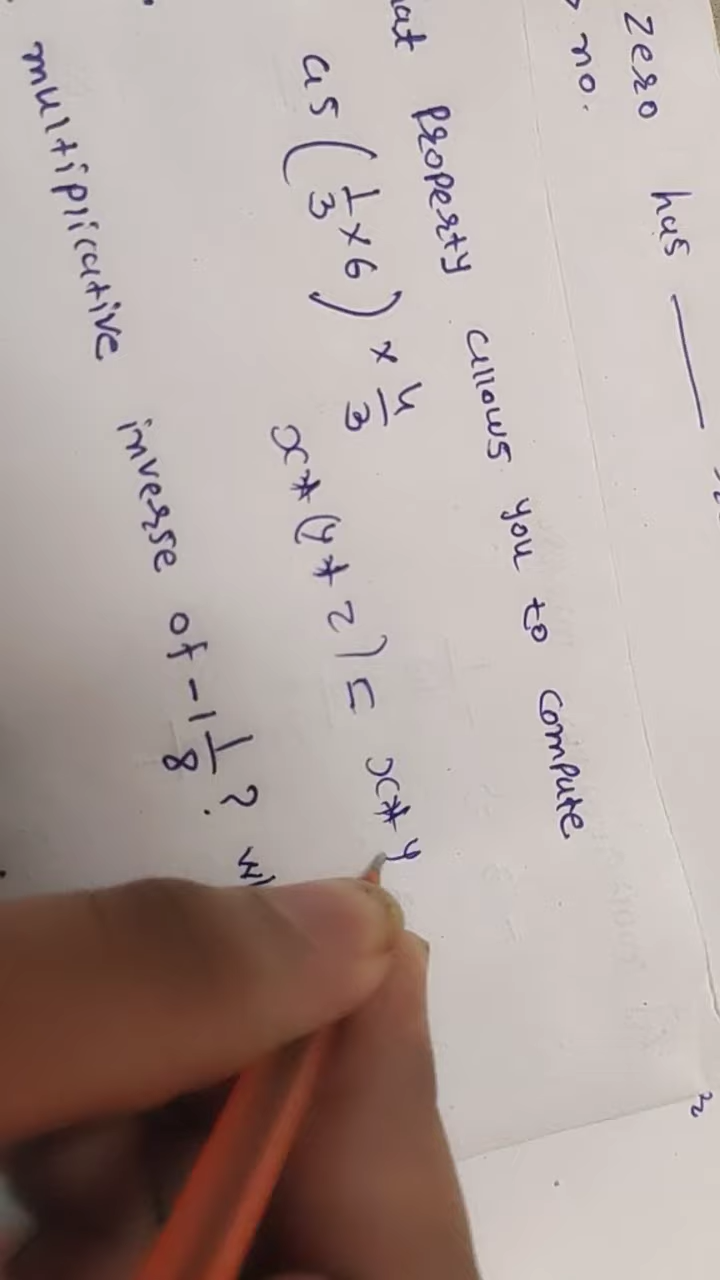 zero has ___
no.
at property allows you to compute
as (1/3 × 6) × 4/3
x * (y * z) = x * y
multiplicative inverse of -1 1/8 ?